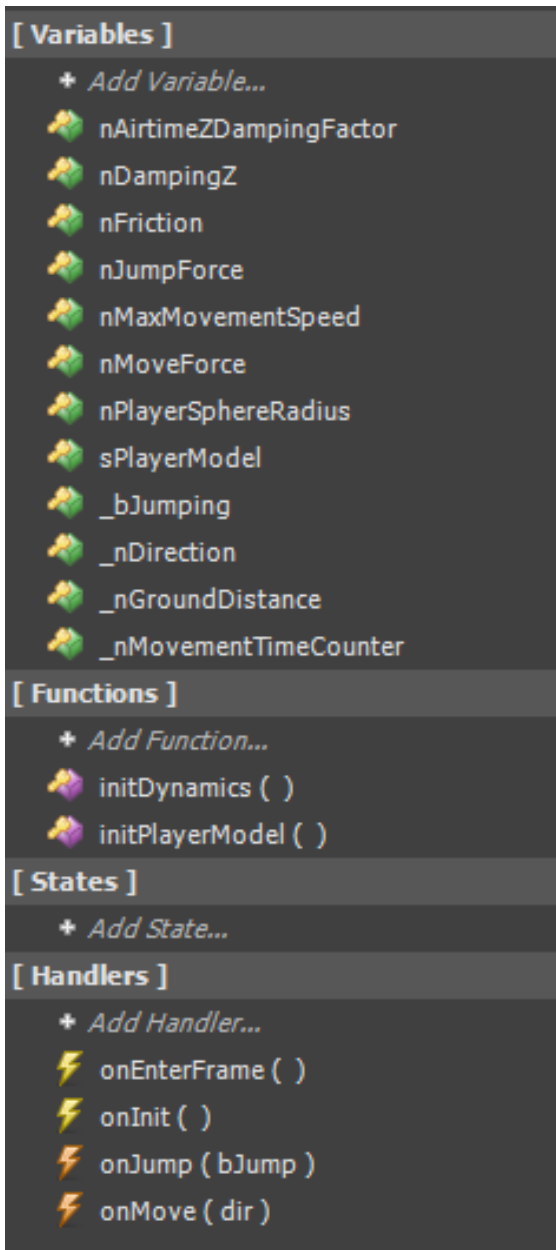 [ Variables ]
+ Add Variable...
nAirtimeZDampingFactor
nDampingZ
nFriction
nJumpForce
nMaxMovementSpeed
nMoveForce
nPlayerSphereRadius
sPlayerModel
_bJumping
_nDirection
_nGroundDistance
_nMovementTimeCounter
[ Functions ]
+ Add Function...
initDynamics ( )
initPlayerModel ( )
[ States ]
+ Add State...
[ Handlers ]
+ Add Handler...
onEnterFrame ( )
onInit ( )
onJump ( bJump )
onMove ( dir )